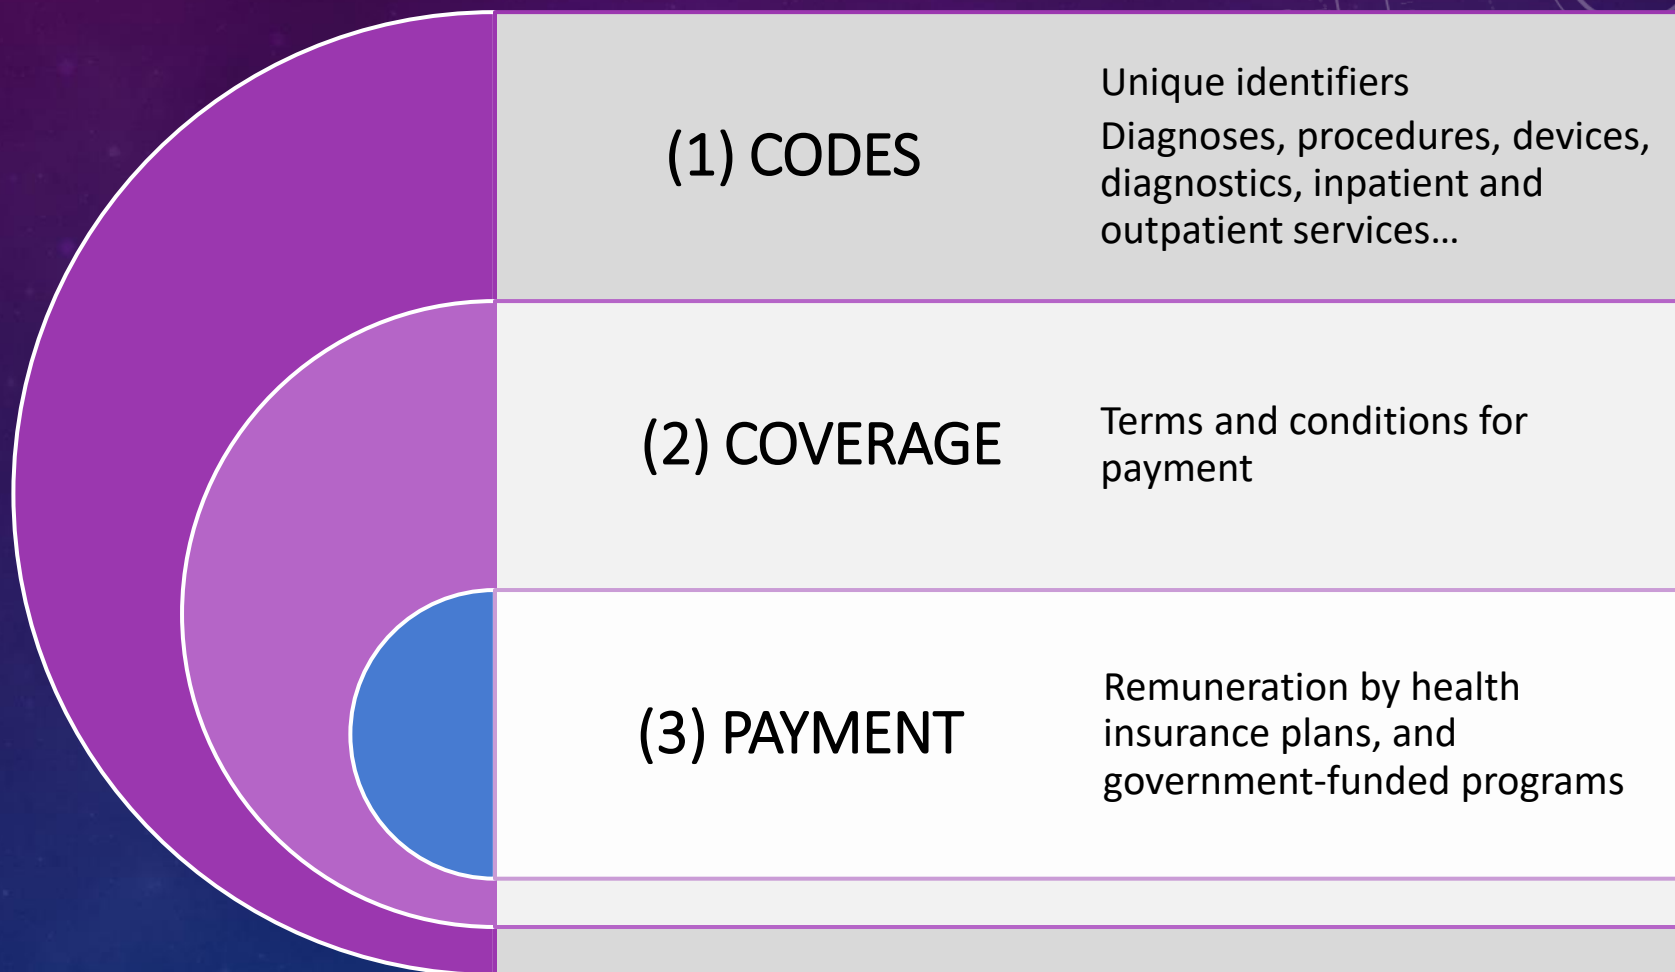 (1) CODES
Unique identifiers
Diagnoses, procedures, devices,
diagnostics, inpatient and
outpatient services…
(2) COVERAGE
Terms and conditions for
payment
(3) PAYMENT
Remuneration by health
insurance plans, and
government-funded programs